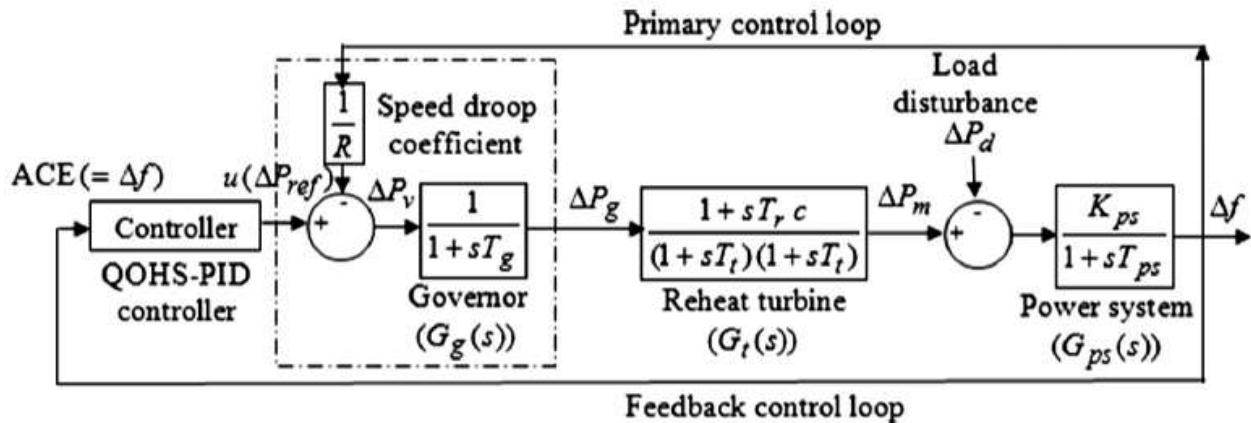 Primary control loop
Load
disturbance
ΔP_d
1
R
Speed droop
coefficient
ACE(= Δf)
u(ΔP_ref)
-
ΔP_v
1
1+sT_g
ΔP_g
1+sT_r c
(1+sT_t)(1+sT_t)
ΔP_m
-
K_ps
1+sT_ps
Δf
Controller
+
+
QOHS-PID
controller
Governor
(G_g(s))
Reheat turbine
(G_t(s))
Power system
(G_ps(s))
Feedback control loop